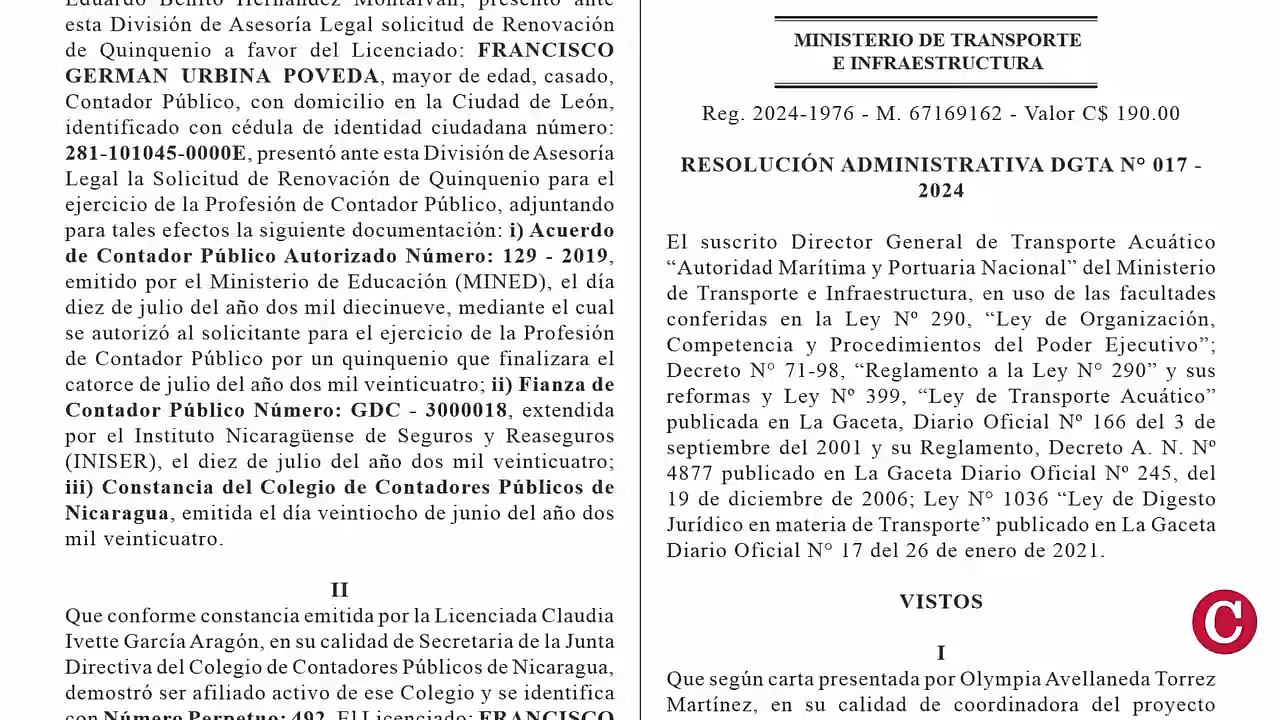 Eduardo Benito Hernández Montalván, presentó ante
esta División de Asesoría Legal solicitud de Renovación
de Quinquenio a favor del Licenciado: FRANCISCO
GERMAN URBINA POVEDA, mayor de edad, casado,
Contador Público, con domicilio en la Ciudad de León,
identificado con cédula de identidad ciudadana número:
281-101045-0000E, presentó ante esta División de Asesoría
Legal la Solicitud de Renovación de Quinquenio para el
ejercicio de la Profesión de Contador Público, adjuntando
para tales efectos la siguiente documentación: i) Acuerdo
de Contador Público Autorizado Número: 129 - 2019,
emitido por el Ministerio de Educación (MINED), el día
diez de julio del año dos mil diecinueve, mediante el cual
se autorizó al solicitante para el ejercicio de la Profesión
de Contador Público por un quinquenio que finalizara el
catorce de julio del año dos mil veinticuatro; ii) Fianza de
Contador Público Número: GDC - 3000018, extendida
por el Instituto Nicaragüense de Seguros y Reaseguros
(INISER), el diez de julio del año dos mil veinticuatro;
iii) Constancia del Colegio de Contadores Públicos de
Nicaragua, emitida el día veintiocho de junio del año dos
mil veinticuatro.
II
Que conforme constancia emitida por la Licenciada Claudia
Ivette García Aragón, en su calidad de Secretaria de la Junta
Directiva del Colegio de Contadores Públicos de Nicaragua,
demostró ser afiliado activo de ese Colegio y se identifica
con Número Perpetuo: 492. El Licenciado: FRANCISCO
MINISTERIO DE TRANSPORTE
E INFRAESTRUCTURA
Reg. 2024-1976 - M. 67169162 - Valor C$ 190.00
RESOLUCIÓN ADMINISTRATIVA DGTA N° 017 -
2024
El suscrito Director General de Transporte Acuático
“Autoridad Marítima y Portuaria Nacional” del Ministerio
de Transporte e Infraestructura, en uso de las facultades
conferidas en la Ley Nº 290, “Ley de Organización,
Competencia y Procedimientos del Poder Ejecutivo”;
Decreto N° 71-98, “Reglamento a la Ley N° 290” y sus
reformas y Ley Nº 399, “Ley de Transporte Acuático”
publicada en La Gaceta, Diario Oficial Nº 166 del 3 de
septiembre del 2001 y su Reglamento, Decreto A. N. Nº
4877 publicado en La Gaceta Diario Oficial Nº 245, del
19 de diciembre de 2006; Ley N° 1036 “Ley de Digesto
Jurídico en materia de Transporte” publicado en La Gaceta
Diario Oficial N° 17 del 26 de enero de 2021.
VISTOS
I
Que según carta presentada por Olympia Avellaneda Torrez
Martínez, en su calidad de coordinadora del proyecto
C